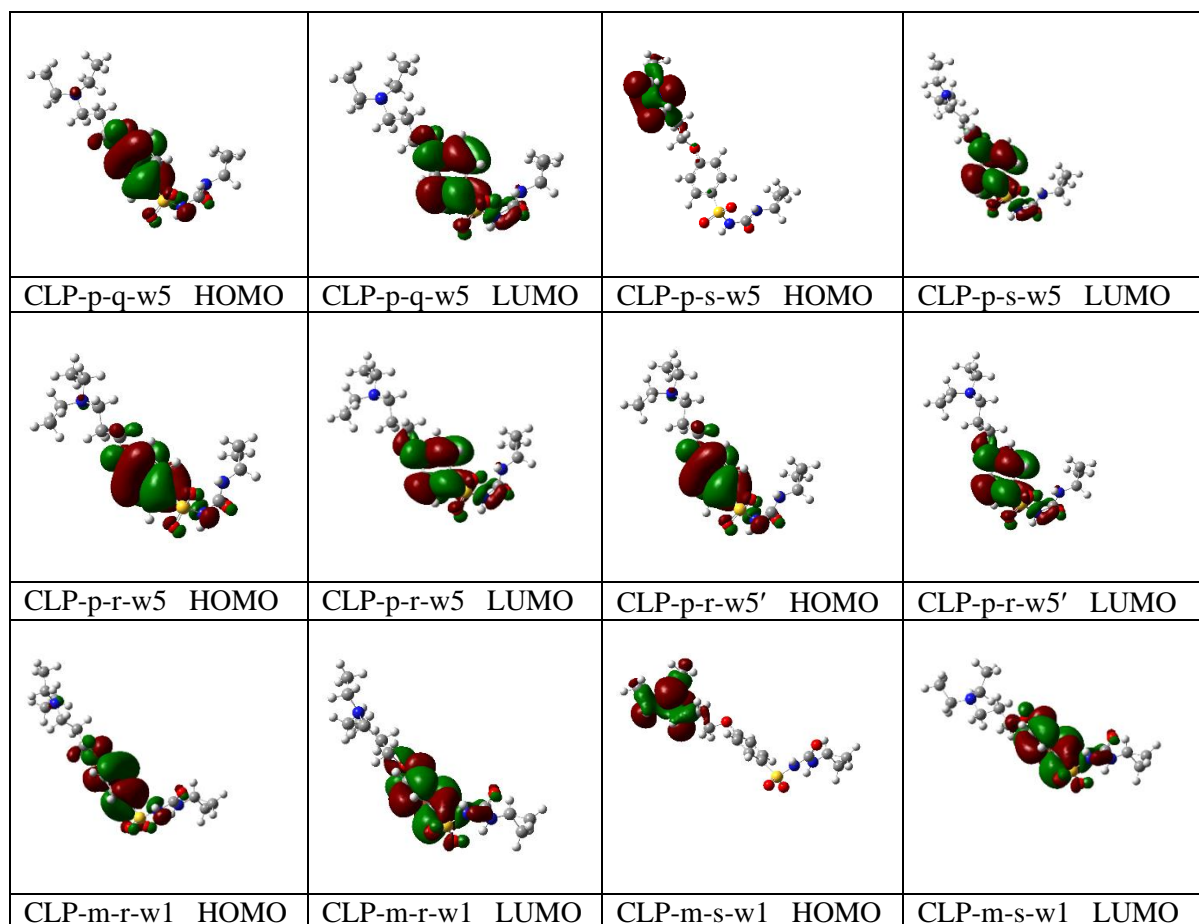 CLP-p-q-w5 HOMO
CLP-p-q-w5 LUMO
CLP-p-s-w5 HOMO
CLP-p-s-w5 LUMO
CLP-p-r-w5 HOMO
CLP-p-r-w5 LUMO
CLP-p-r-w5′ HOMO
CLP-p-r-w5′ LUMO
CLP-m-r-w1 HOMO
CLP-m-r-w1 LUMO
CLP-m-s-w1 HOMO
CLP-m-s-w1 LUMO